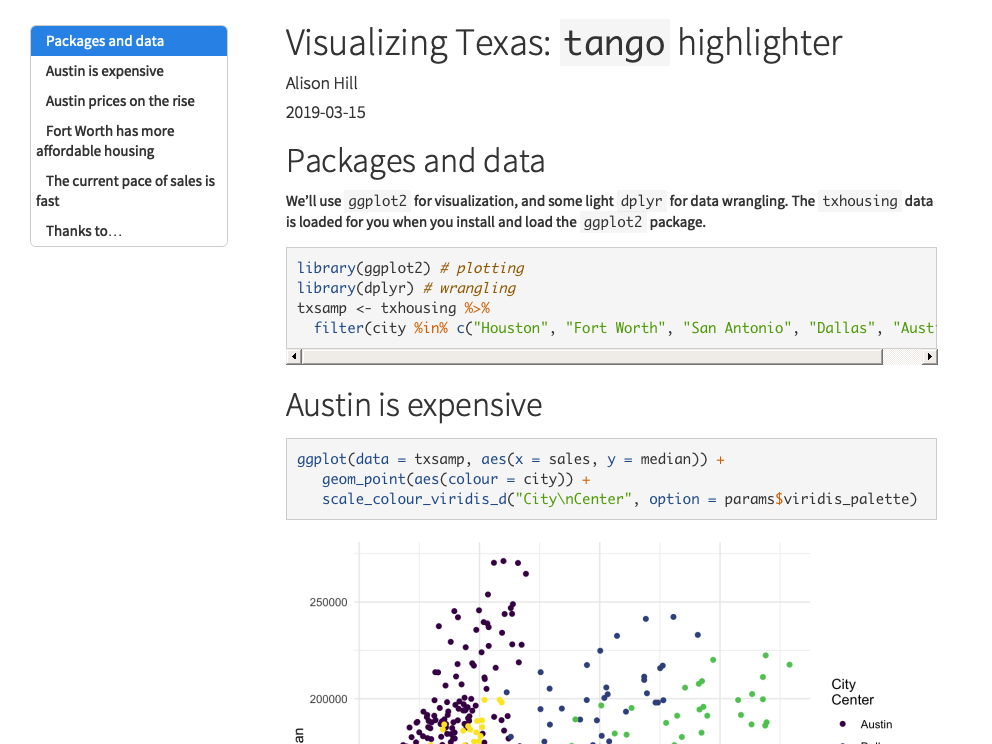 Packages and data
Austin is expensive
Austin prices on the rise
Fort Worth has more
affordable housing
The current pace of sales is
fast
Thanks to…
Visualizing Texas: tango highlighter
Alison Hill
2019-03-15
Packages and data
We'll use ggplot2 for visualization, and some light dplyr for data wrangling. The txhousing data
is loaded for you when you install and load the ggplot2 package.
library(ggplot2) # plotting
library(dplyr) # wrangling
txsamp <- txhousing %>%
  filter(city %in% c("Houston", "Fort Worth", "San Antonio", "Dallas", "Aust
Austin is expensive
ggplot(data = txsamp, aes(x = sales, y = median)) +
   geom_point(aes(colour = city)) +
   scale_colour_viridis_d("City\nCenter", option = params$viridis_palette)
250000
200000
an
City
Center
Austin